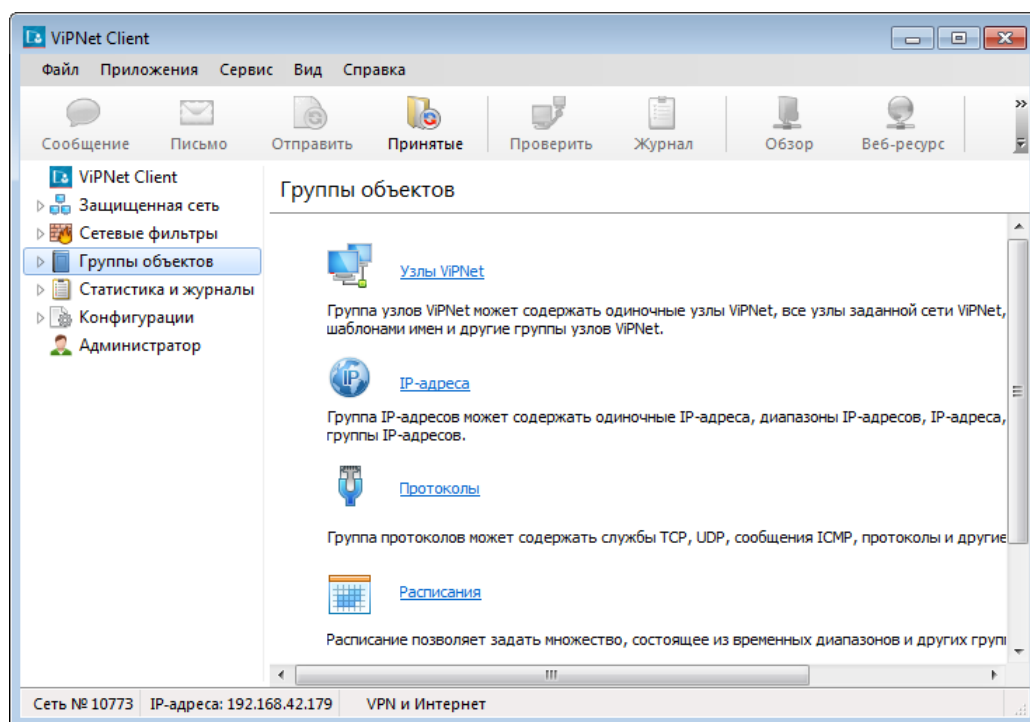 ViPNet Client
Файл Приложения Сервис Вид Справка
Сообщение Письмо Отправить Принятые Проверить Журнал Обзор Веб-ресурс
ViPNet Client
Защищенная сеть
Сетевые фильтры
Группы объектов
Статистика и журналы
Конфигурации
Администратор
Группы объектов
Узлы ViPNet
Группа узлов ViPNet может содержать одиночные узлы ViPNet, все узлы заданной сети ViPNet,
шаблонами имен и другие группы узлов ViPNet.
IP
IP-адреса
Группа IP-адресов может содержать одиночные IP-адреса, диапазоны IP-адресов, IP-адреса,
группы IP-адресов.
Протоколы
Группа протоколов может содержать службы TCP, UDP, сообщения ICMP, протоколы и другие
Расписания
Расписание позволяет задать множество, состоящее из временных диапазонов и других
Сеть № 10773 IP-адреса: 192.168.42.179 VPN и Интернет